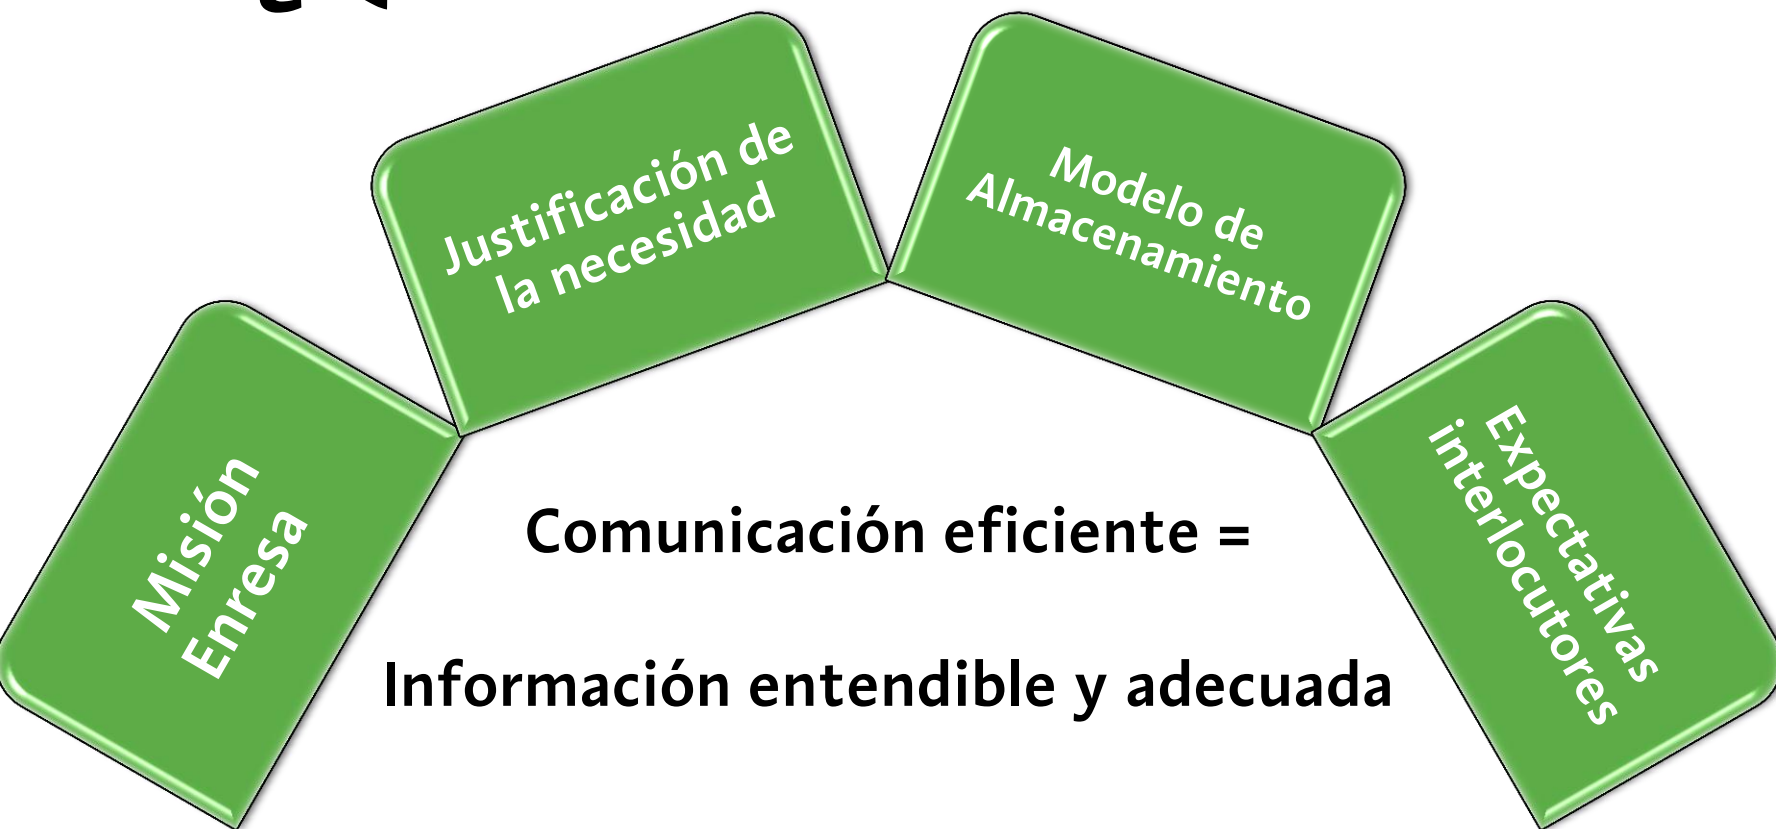 Justificación de
la necesidad
Modelo de
Almacenamiento
Misión
Enresa
Expectativas
interlocutores
Comunicación eficiente =
Información entendible y adecuada